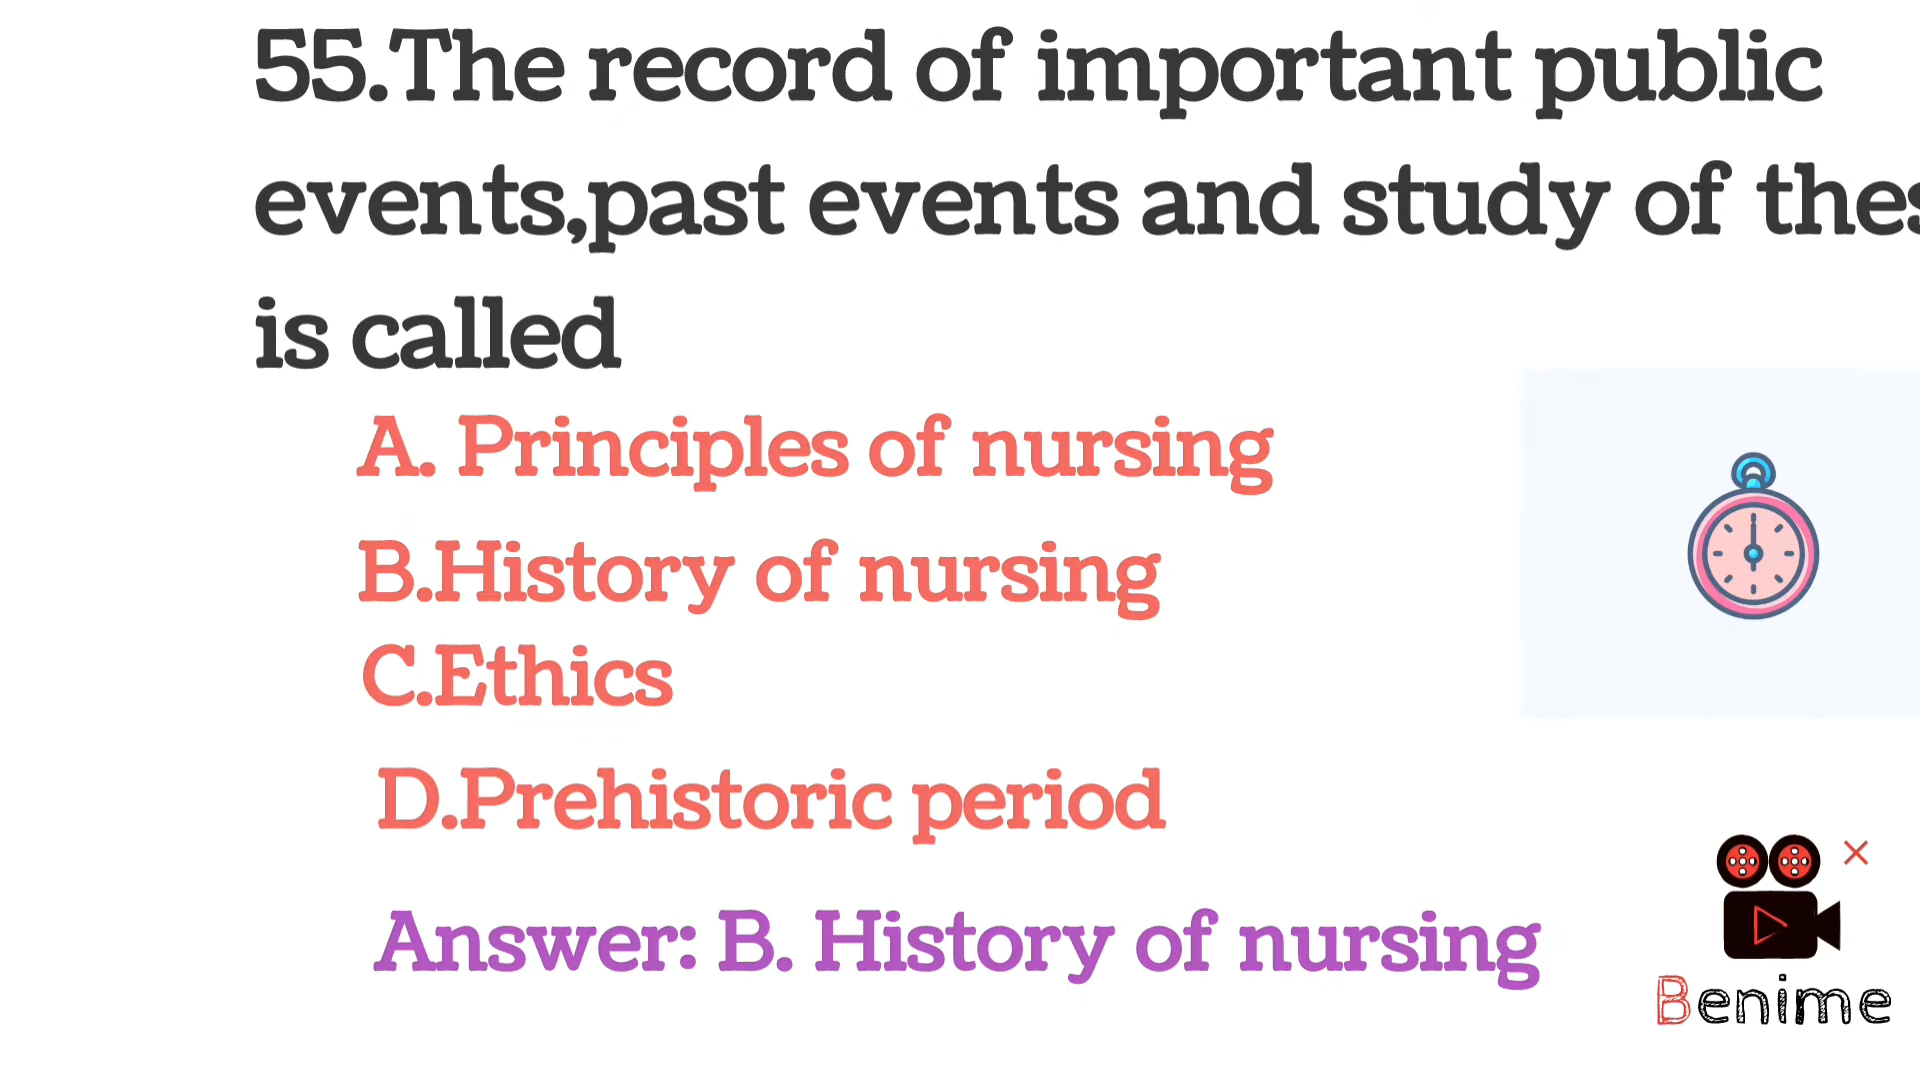 55.The record of important public
events,past events and study of
is called
A. Principles of nursing
B.History of nursing
C.Ethics
D.Prehistoric period
Answer: B. History of nursing
Benime